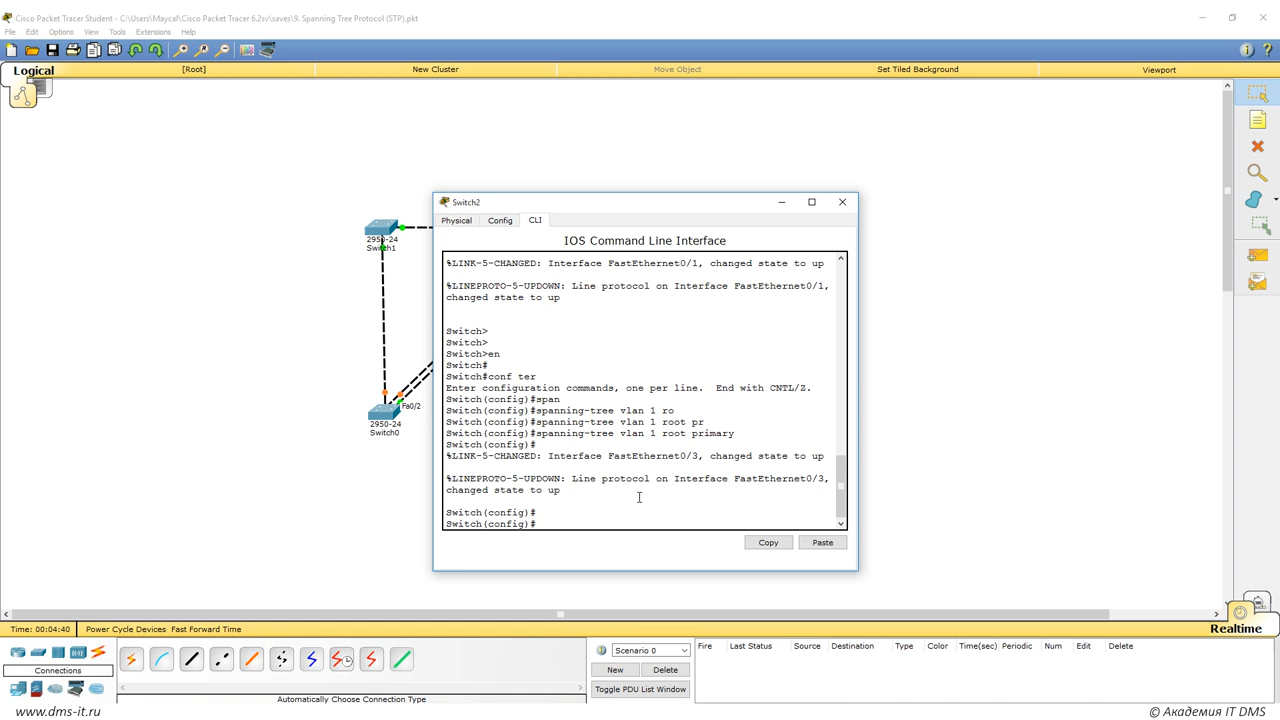 Cisco Packet Tracer Student - C:\Users\Maycal\Cisco Packet Tracer 6.2sv\saves\9. Spanning Tree Protocol (STP).pkt
File Edit Options View Tools Extensions Help
Logical [Root] New Cluster Move Object Set Tiled Background Viewport
Switch2
Physical Config CLI
IOS Command Line Interface
%LINK-5-CHANGED: Interface FastEthernet0/1, changed state to up
%LINEPROTO-5-UPDOWN: Line protocol on Interface FastEthernet0/1,
changed state to up
Switch>
Switch>
Switch>en
Switch#
Switch#conf ter
Enter configuration commands, one per line. End with CNTL/Z.
Switch(config)#span
Switch(config)#spanning-tree vlan 1 ro
Switch(config)#spanning-tree vlan 1 root pr
Switch(config)#spanning-tree vlan 1 root primary
Switch(config)#
%LINK-5-CHANGED: Interface FastEthernet0/3, changed state to up
%LINEPROTO-5-UPDOWN: Line protocol on Interface FastEthernet0/3,
changed state to up
Switch(config)#
Switch(config)#
Copy Paste
2950-24
Switch1
Fa0/2
2950-24
Switch0
Time: 00:04:40 Power Cycle Devices Fast Forward Time Realtime
Scenario 0
New Delete
Toggle PDU List Window
Fire Last Status Source Destination Type Color Time(sec) Periodic Num Edit Delete
Connections
Automatically Choose Connection Type
www.dms-it.ru
© Академия IT DMS